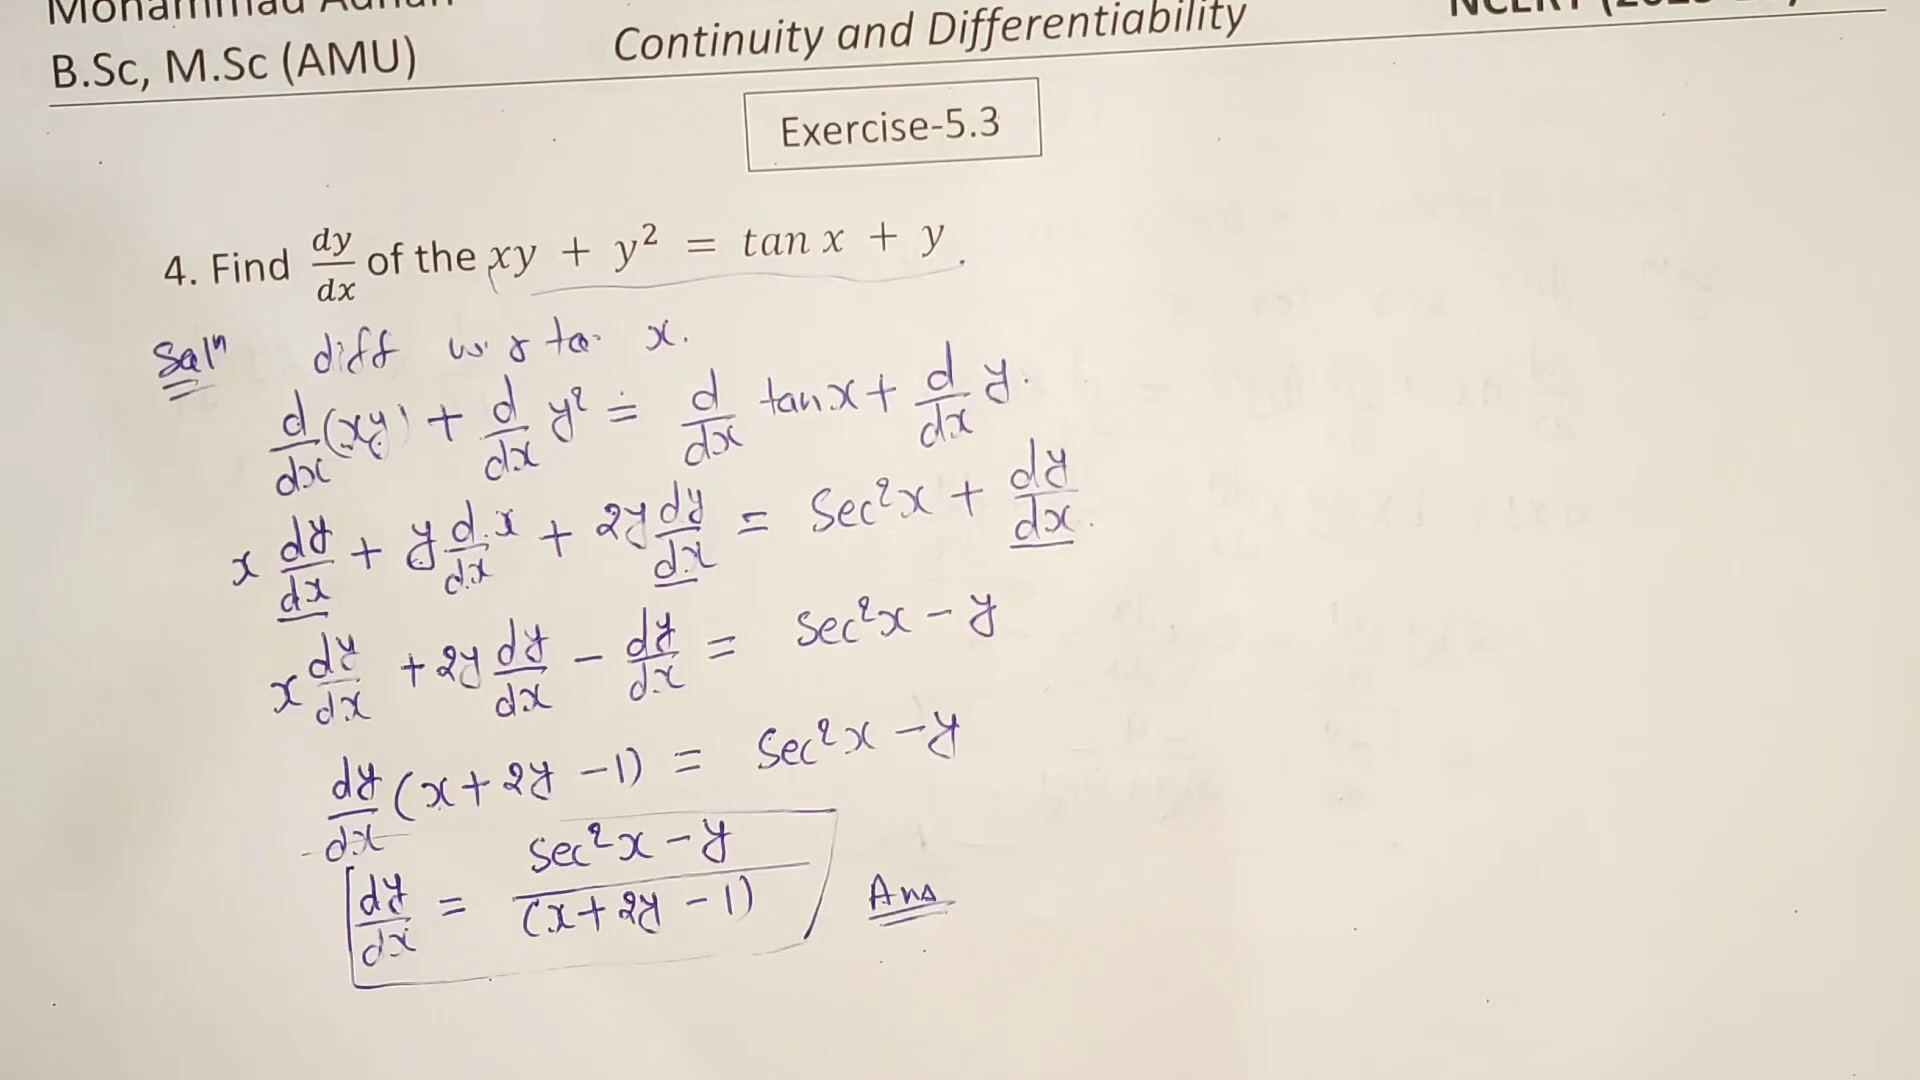 B.Sc, M.Sc (AMU)
Continuity and Differentiability
Exercise-5.3
4. Find dy/dx of the xy + y² = tan x + y.
Solⁿ diff w.r to x.
d/dx (xy) + d/dx y² = d/dx tanx + d/dx y.
x dy/dx + y d.x/dx + 2y dy/dx = Sec²x + dy/dx.
x dy/dx + 2y dy/dx - dy/dx = Sec²x - y
dy/dx (x + 2y - 1) = Sec²x - y
dy/dx = Sec²x - y/(x + 2y - 1) Ans